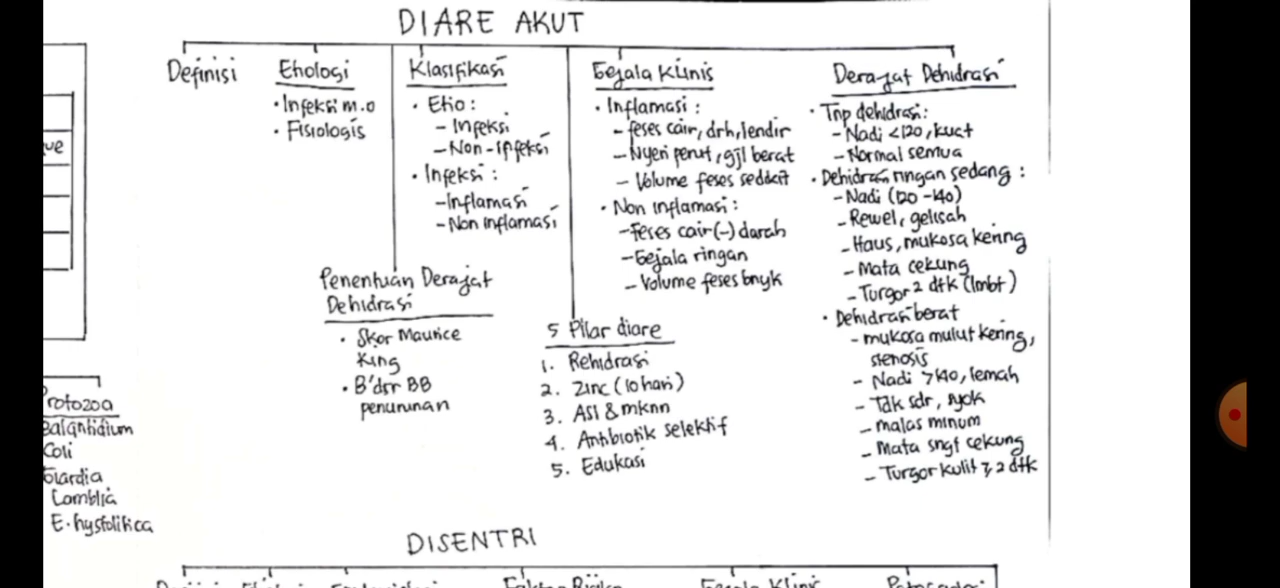 DIARE AKUT
Definisi
Etiologi
· Infeksi m.o
· Fisiologis
Klasifikasi
· Etio :
- Infeksi
- Non-infeksi
· Infeksi :
- Inflamasi
- Non inflamasi
Gejala Klinis
· Inflamasi :
- feses cair, drh, lendir
- Nyeri perut, gjl berat
- Volume feses sedikit
· Non inflamasi :
- Feses cair (-) darah
- Gejala ringan
- Volume feses bnyk
Derajat Dehidrasi
· Tnp dehidrasi :
- Nadi <120, kuat
- Normal semua
· Dehidrasi ringan sedang :
- Nadi (120-140)
- Rewel, gelisah
- Haus, mukosa kering
- Mata cekung
- Turgor 2 dtk (lmbt)
· Dehidrasi berat
- mukosa mulut kering,
sienosis
- Nadi >140, lemah
- Tdk sdr, syok
- malas minum
- Mata sngt cekung
- Turgor kulit ≥ 2 dtk
Penentuan Derajat
Dehidrasi
· Skor Maurice
King
· B'dsr BB
penurunan
5 Pilar diare
1. Rehidrasi
2. Zinc (10 hari)
3. ASI & mknn
4. Antibiotik selektif
5. Edukasi
ue
rotozoa
Balantidium
Coli
Giardia
Lamblia
E. hystolitica
DISENTRI
Faktor Risiko
Gejala Klinis